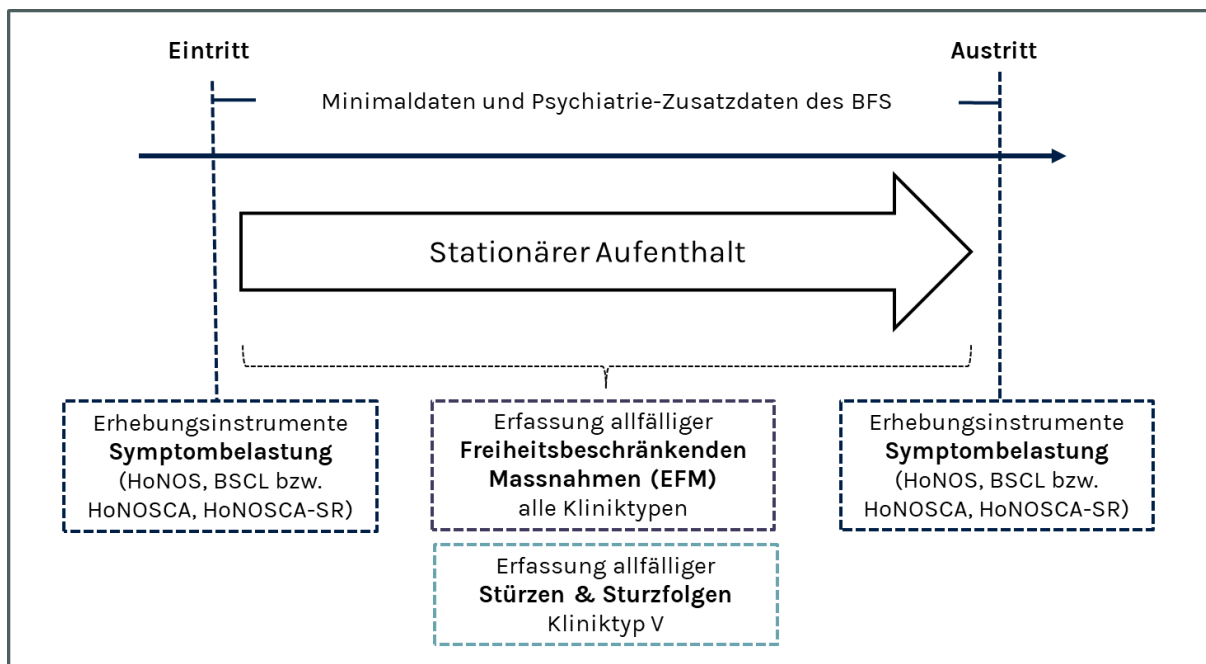 Eintritt
Austritt
Minimaldaten und Psychiatrie-Zusatzdaten des BFS
Stationärer Aufenthalt
Erhebungsinstrumente
Symptombelastung
(HoNOS, BSCL bzw.
HoNOSCA, HoNOSCA-SR)
Erfassung allfälliger
Freiheitsbeschränkenden
Massnahmen (EFM)
alle Kliniktypen
Erhebungsinstrumente
Symptombelastung
(HoNOS, BSCL bzw.
HoNOSCA, HoNOSCA-SR)
Erfassung allfälliger
Stürzen & Sturzfolgen
Kliniktyp V